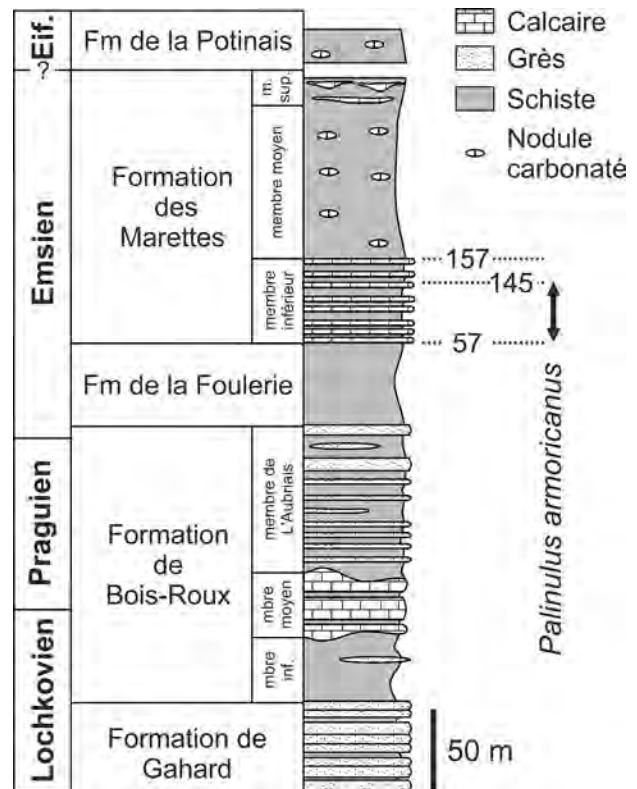 Eif.
Fm de la Potinais
?
Emsien
Formation
des
Marettes
m.
sup.
membre moyen
membre
inférieur
157
145
57
Fm de la Foulerie
Praguien
Formation
de
Bois-Roux
membre de
L'Aubriais
mbre
moyen
mbre
inf.
Lochkovien
Formation de
Gahard
Calcaire
Grès
Schiste
Nodule
carbonaté
Palinulus armoricanus
50 m